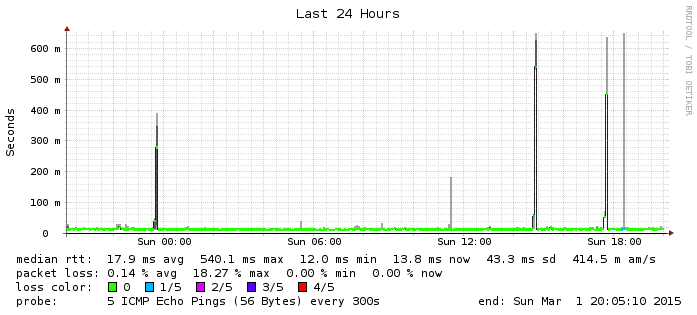 Last 24 Hours
RRDTOOL / TOBI OETIKER
Seconds
600 m
500 m
400 m
300 m
200 m
100 m
0
Sun 00:00 Sun 06:00 Sun 12:00 Sun 18:00
median rtt: 17.9 ms avg 540.1 ms max 12.0 ms min 13.8 ms now 43.3 ms sd 414.5 m am/s
packet loss: 0.14 % avg 18.27 % max 0.00 % min 0.00 % now
loss color: 0 1/5 2/5 3/5 4/5
probe: 5 ICMP Echo Pings (56 Bytes) every 300s end: Sun Mar 1 20:05:10 2015